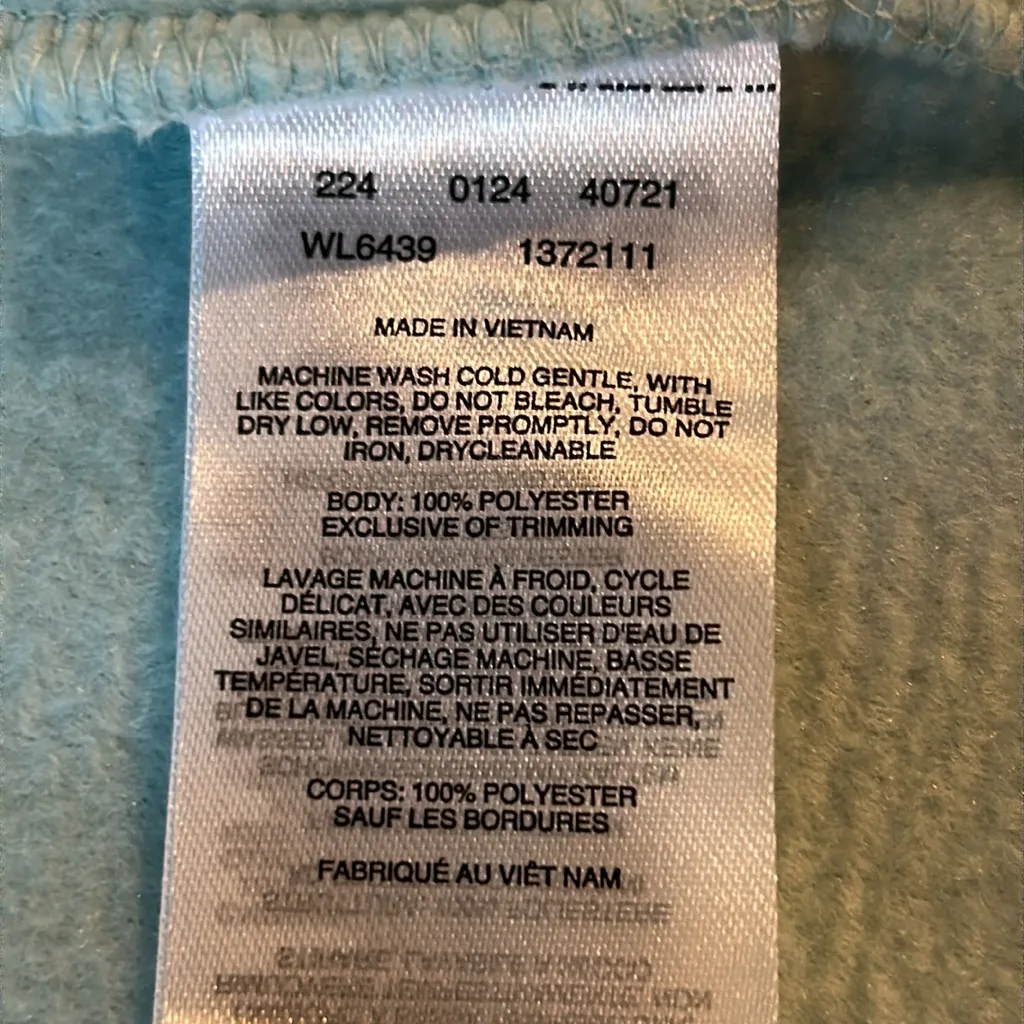 224 0124 40721
WL6439 1372111
MADE IN VIETNAM
MACHINE WASH COLD GENTLE, WITH
LIKE COLORS, DO NOT BLEACH, TUMBLE
DRY LOW, REMOVE PROMPTLY, DO NOT
IRON, DRYCLEANABLE
BODY: 100% POLYESTER
EXCLUSIVE OF TRIMMING
LAVAGE MACHINE À FROID, CYCLE
DÉLICAT, AVEC DES COULEURS
SIMILAIRES, NE PAS UTILISER D'EAU DE
JAVEL, SÉCHAGE MACHINE, BASSE
TEMPÉRATURE, SORTIR IMMÉDIATEMENT
DE LA MACHINE, NE PAS REPASSER,
NETTOYABLE À SEC
CORPS: 100% POLYESTER
SAUF LES BORDURES
FABRIQUÉ AU VIÊT NAM